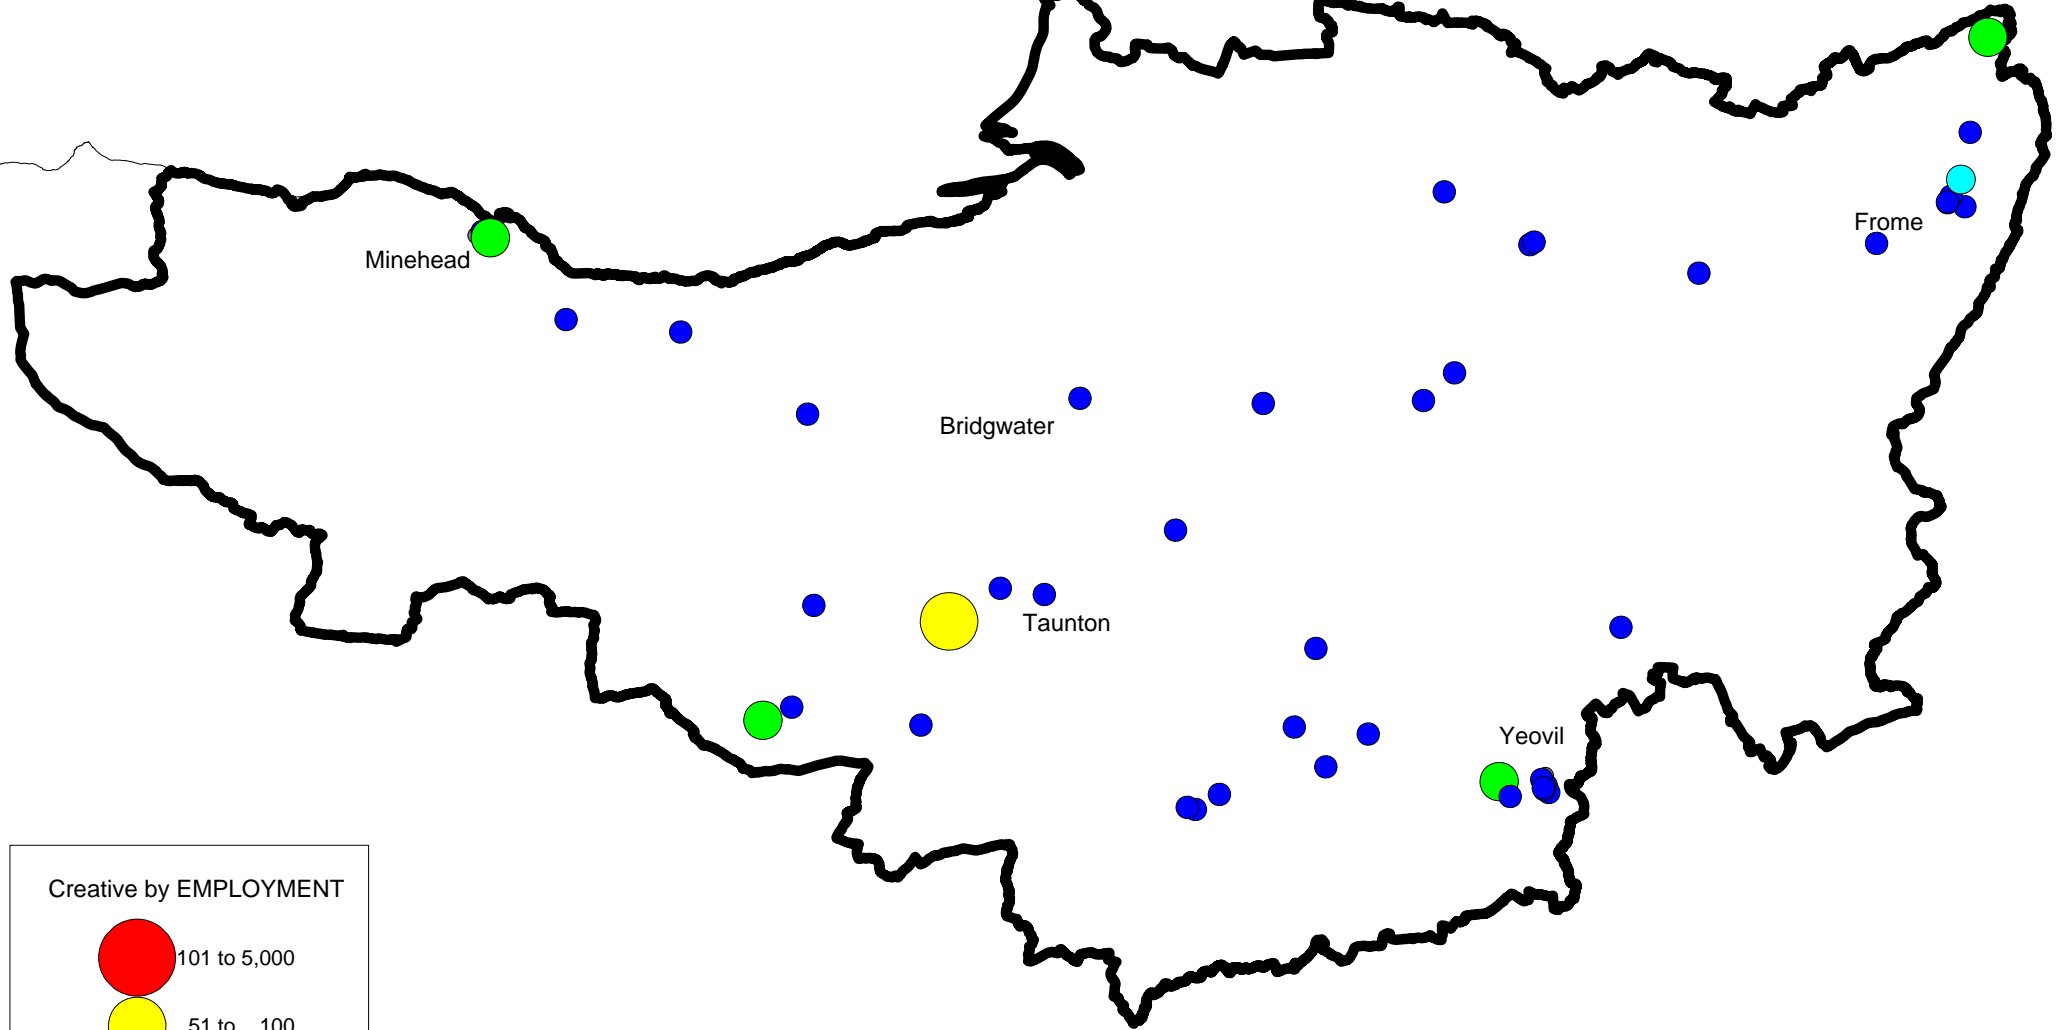 Frome
Minehead
Bridgwater
Taunton
Yeovil
Creative by EMPLOYMENT
101 to 5,000
51 to 100